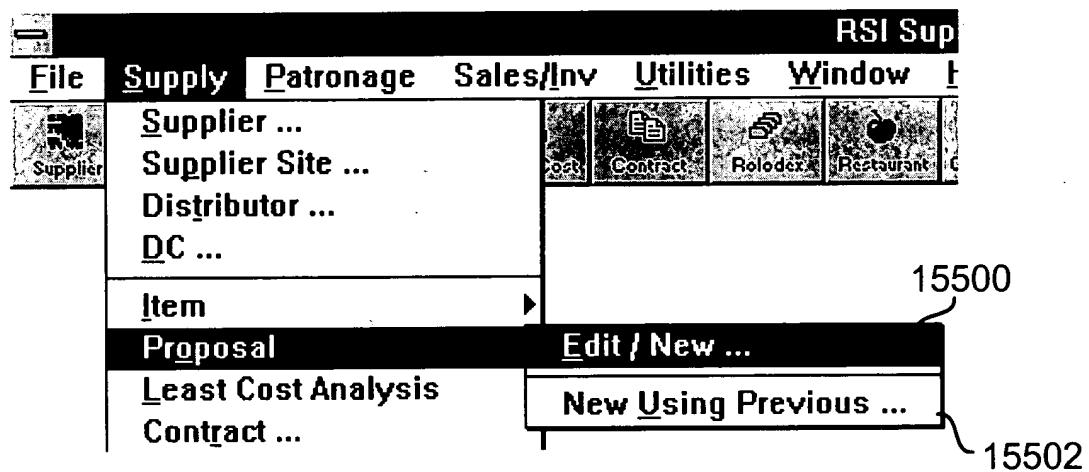 RSI Sup
File Supply Patronage Sales/Inv Utilities Window H
Supplier Cost Contract Rolodex Restaurant
Supplier ...
Supplier Site ...
Distributor ...
DC ...
Item
Proposal
Least Cost Analysis
Contract ...
Edit / New ...
New Using Previous ...
15500
15502